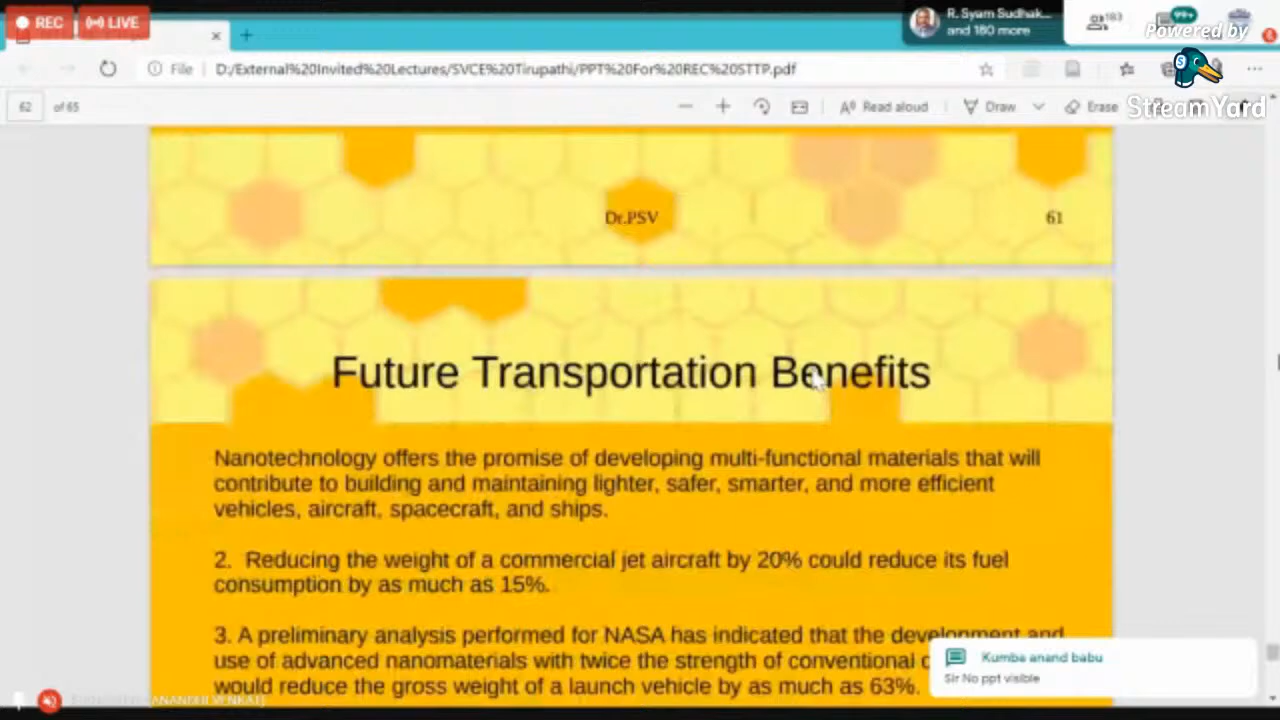 REC
LIVE
R. Syam Sudhak...
and 180 more
183
99+
Powered by
StreamYard
File
D:/External%20Invited%20Lectures/SVCE%20Tirupathi/PPT%20For%20REC%20STTP.pdf
62 of 65
Read aloud
Draw
Erase
Dr.PSV
61
Future Transportation Benefits
Nanotechnology offers the promise of developing multi-functional materials that will
contribute to building and maintaining lighter, safer, smarter, and more efficient
vehicles, aircraft, spacecraft, and ships.
2. Reducing the weight of a commercial jet aircraft by 20% could reduce its fuel
consumption by as much as 15%.
3. A preliminary analysis performed for NASA has indicated that the development and
use of advanced nanomaterials with twice the strength of conventional
would reduce the gross weight of a launch vehicle by as much as 63%.
Kumba anand babu
Sir No ppt visible